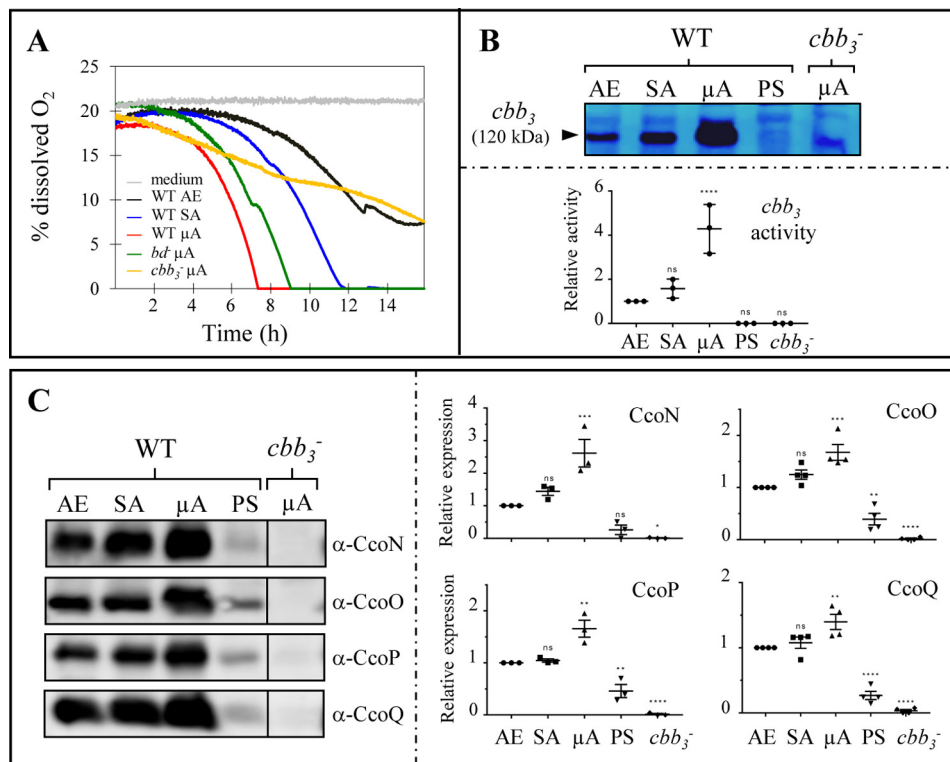 A
% dissolved O2
25
20
15
10
5
0
medium
WT AE
WT SA
WT µA
bd- µA
cbb3- µA
2 4 6 8 10 12 14
Time (h)
B
WT cbb3-
AE SA µA PS µA
cbb3
(120 kDa)
Relative activity
6
4
2
0
ns
****
ns
ns
cbb3
activity
AE SA µA PS cbb3-
C
WT cbb3-
AE SA µA PS µA
α-CcoN
α-CcoO
α-CcoP
α-CcoQ
Relative expression
CcoN
4
3
2
1
0
ns
***
ns
*
CcoO
2
1
0
ns
***
**
****
Relative expression
CcoP
2
1
0
ns
**
**
****
AE SA µA PS cbb3-
CcoQ
2
1
0
ns
**
****
****
AE SA µA PS cbb3-